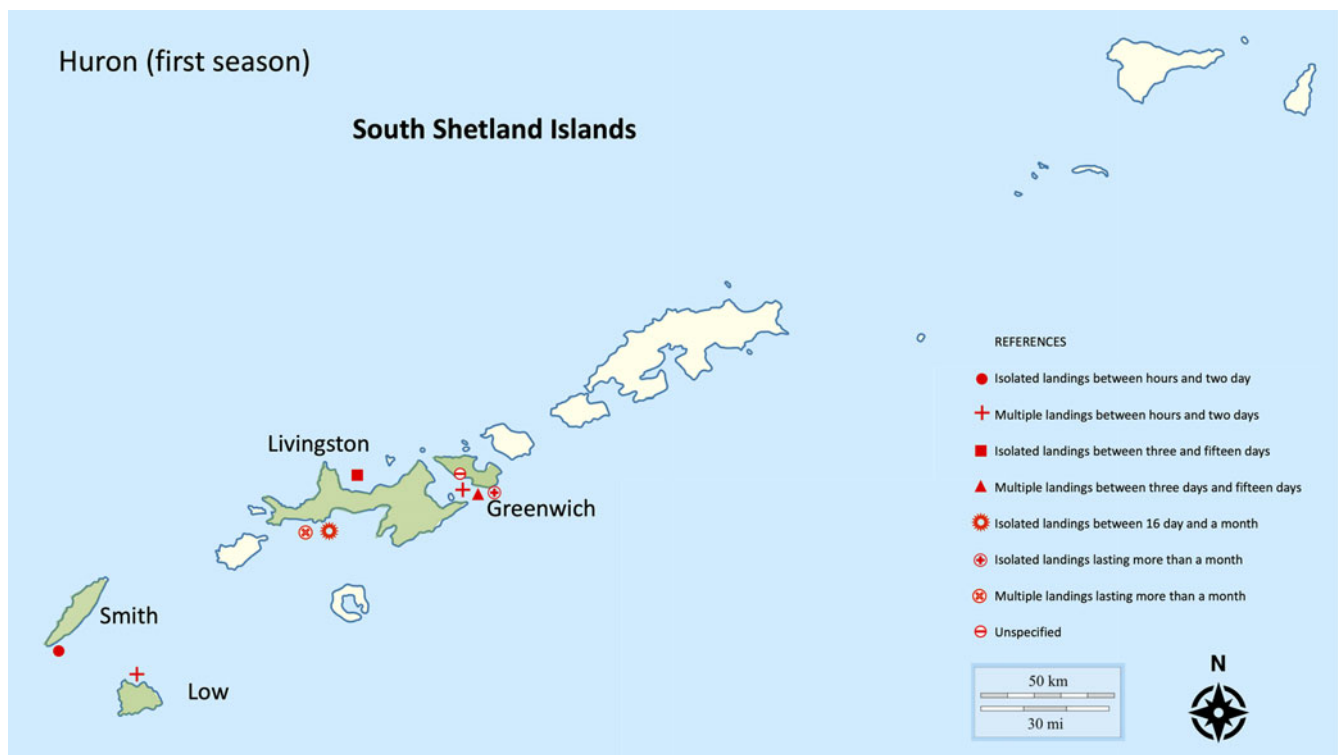 Huron (first season)
South Shetland Islands
Livingston
Greenwich
Smith
Low
REFERENCES
Isolated landings between hours and two day
Multiple landings between hours and two days
Isolated landings between three and fifteen days
Multiple landings between three days and fifteen days
Isolated landings between 16 day and a month
Isolated landings lasting more than a month
Multiple landings lasting more than a month
Unspecified
50 km
30 mi
N